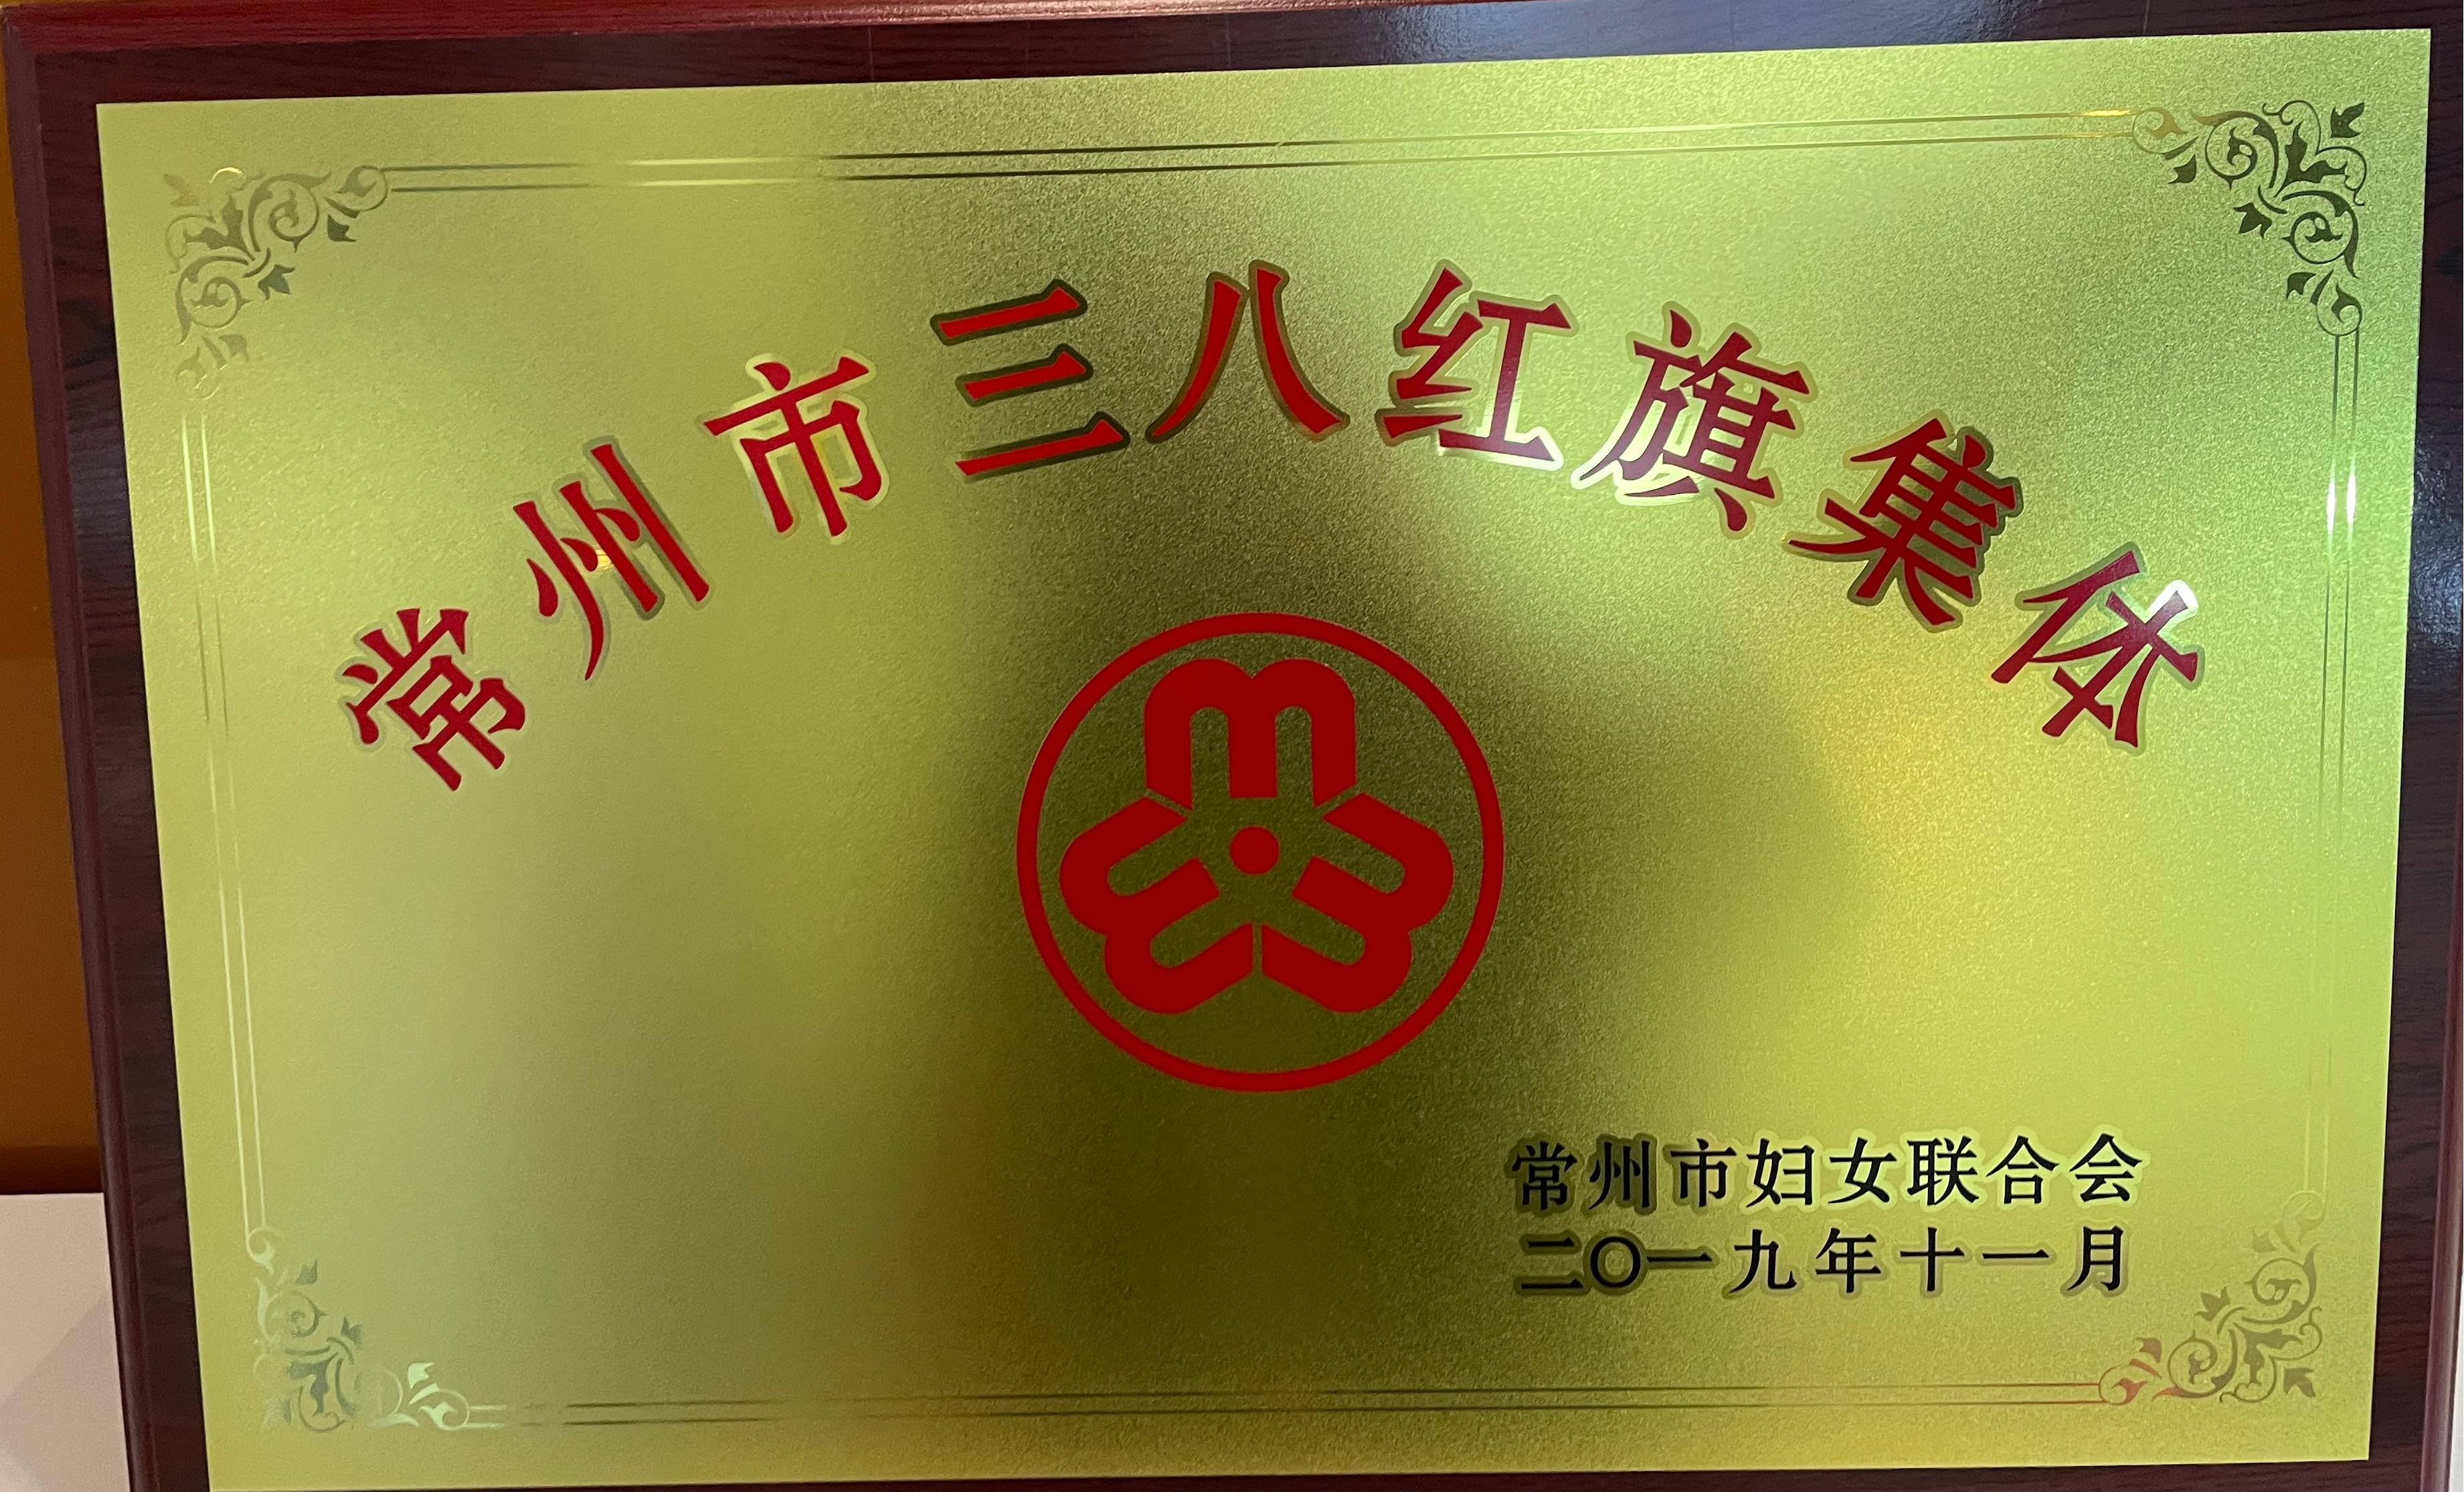 常州市三八红旗集体
常州市妇女联合会
二〇一九年十一月